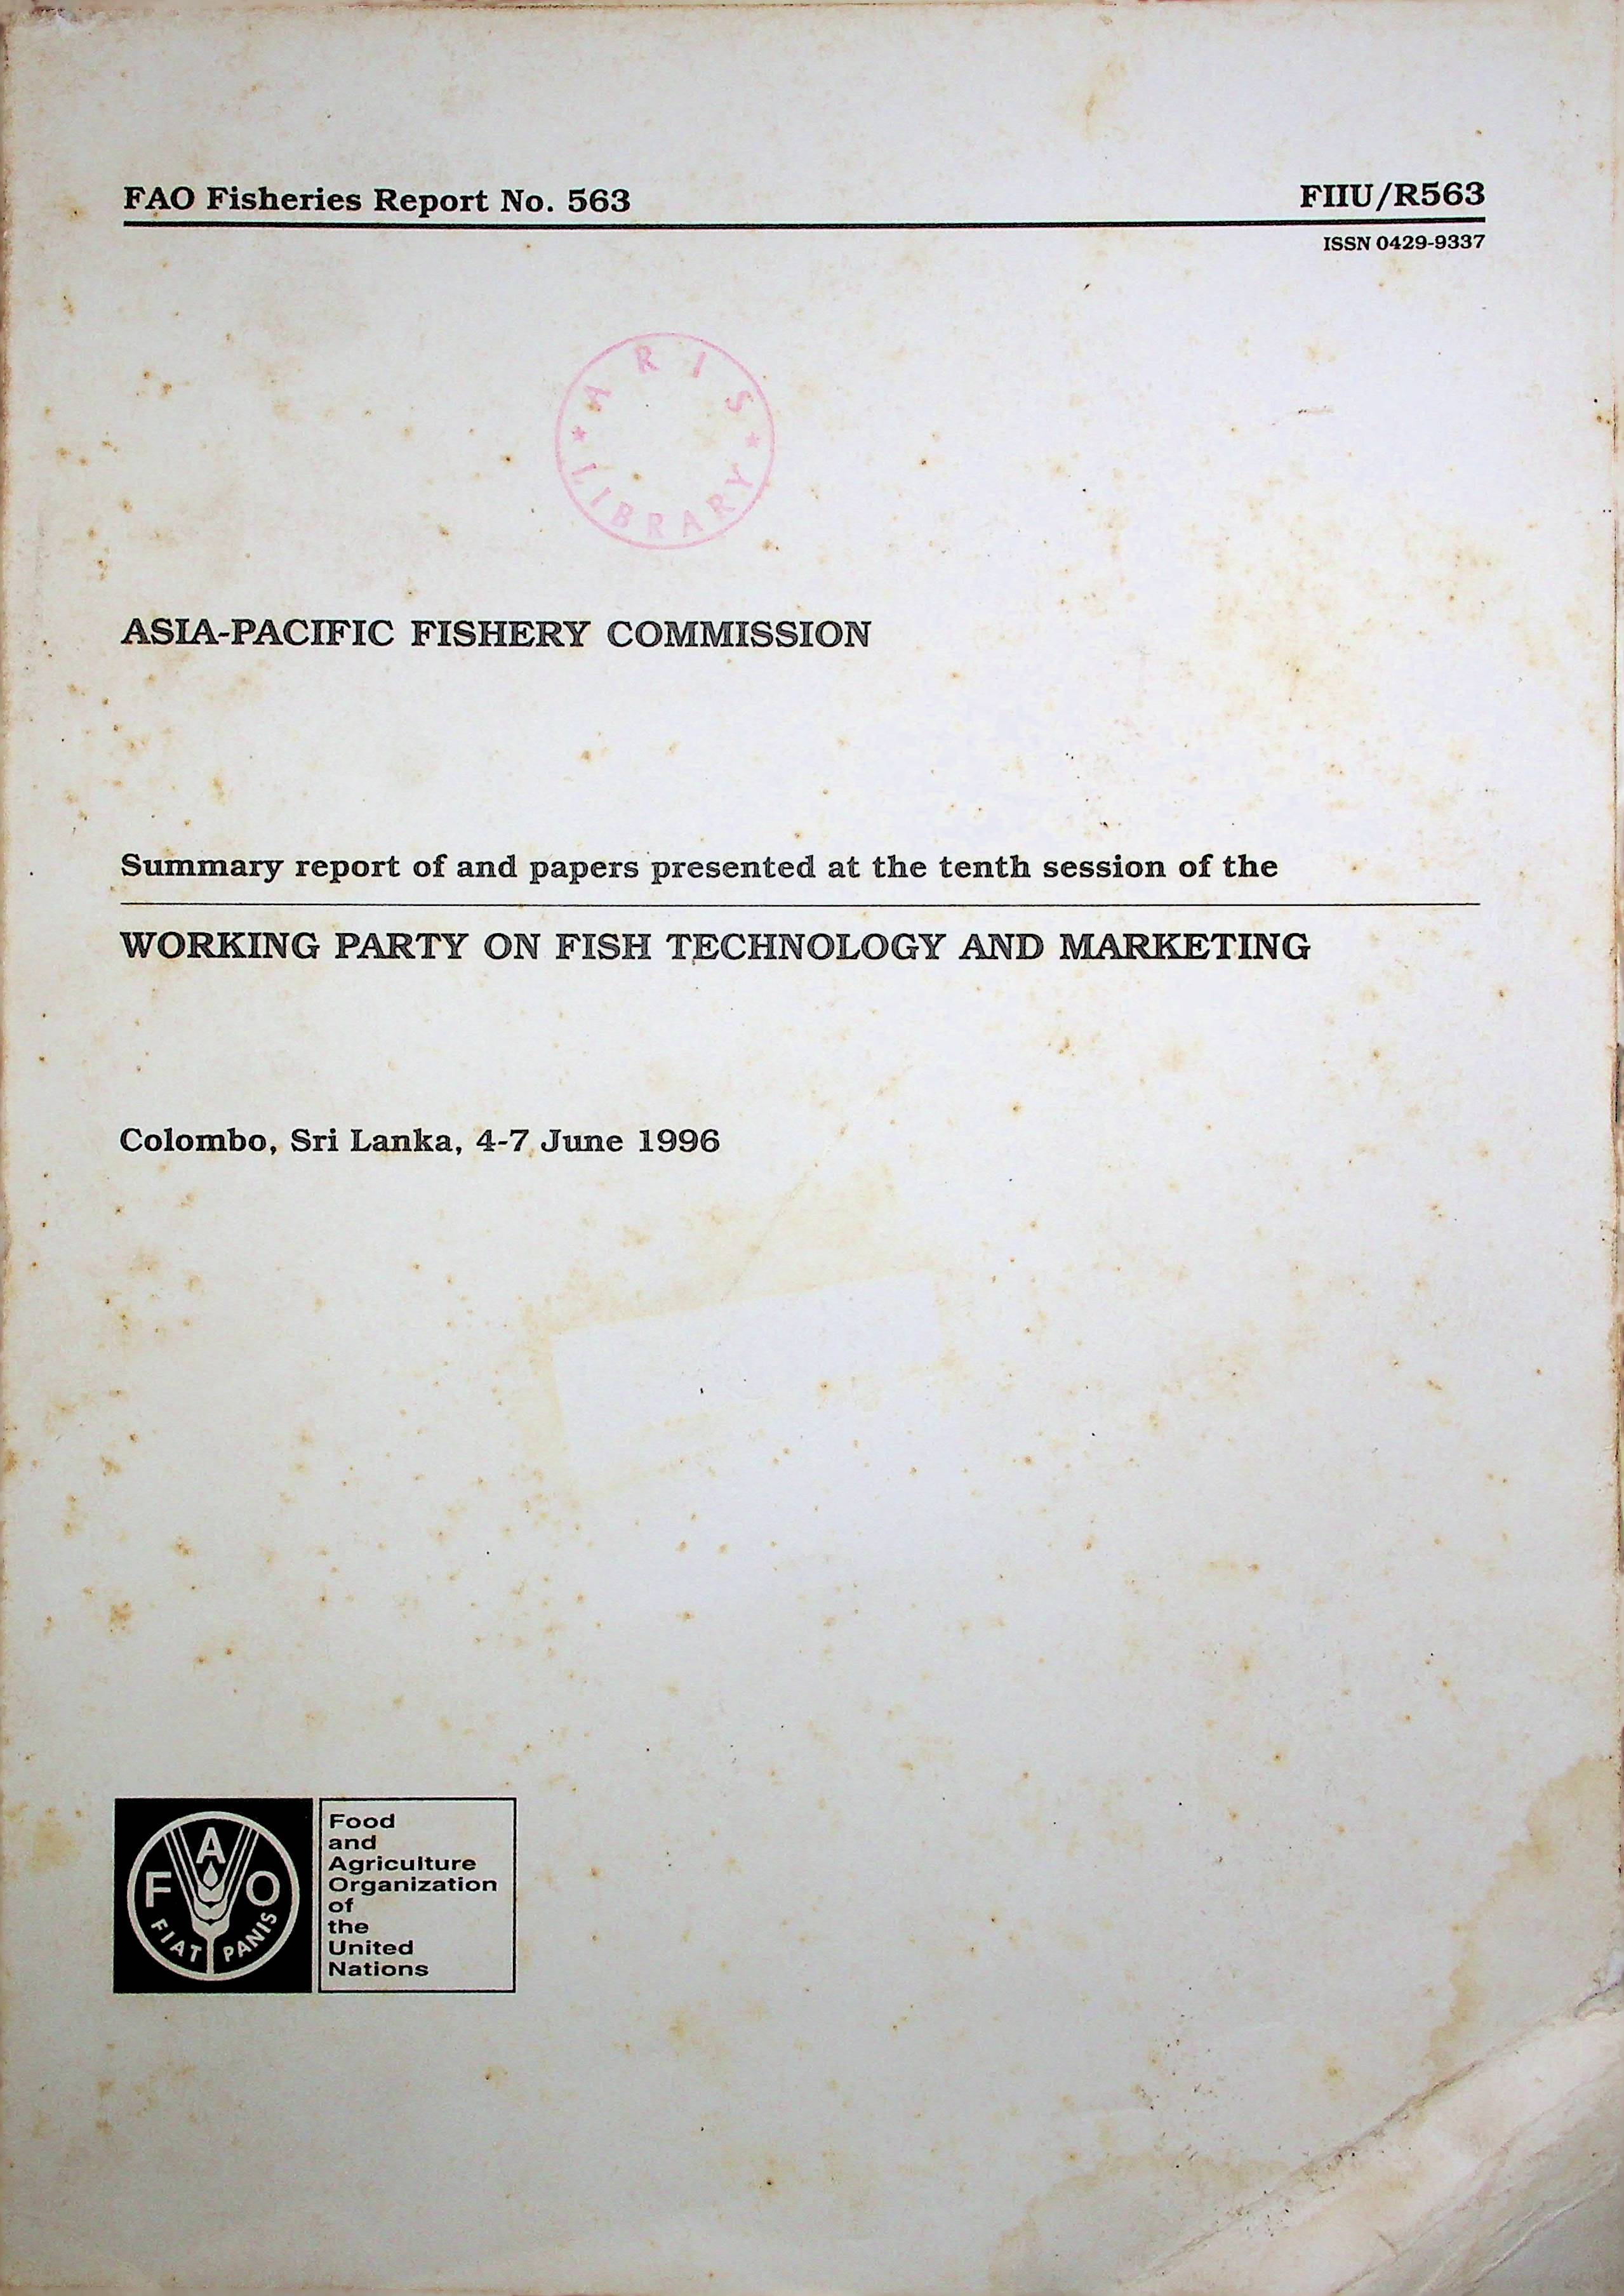 FAO Fisheries Report No. 563
FIIU/R563
ISSN 0429-9337
ARIS
LIBRARY
ASIA-PACIFIC FISHERY COMMISSION
Summary report of and papers presented at the tenth session of the
WORKING PARTY ON FISH TECHNOLOGY AND MARKETING
Colombo, Sri Lanka, 4-7 June 1996
F A O
FIAT PANIS
Food
and
Agriculture
Organization
of
the
United
Nations